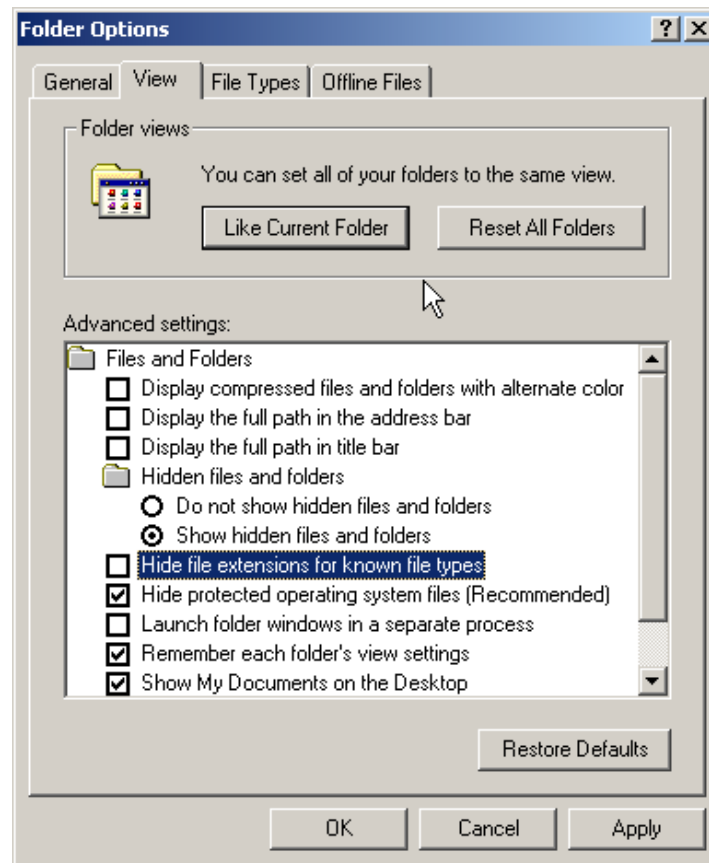 Folder Options
General View File Types Offline Files
Folder views
You can set all of your folders to the same view.
Like Current Folder Reset All Folders
Advanced settings:
Files and Folders
Display compressed files and folders with alternate color
Display the full path in the address bar
Display the full path in title bar
Hidden files and folders
Do not show hidden files and folders
Show hidden files and folders
Hide file extensions for known file types
Hide protected operating system files (Recommended)
Launch folder windows in a separate process
Remember each folder's view settings
Show My Documents on the Desktop
Restore Defaults
OK Cancel Apply